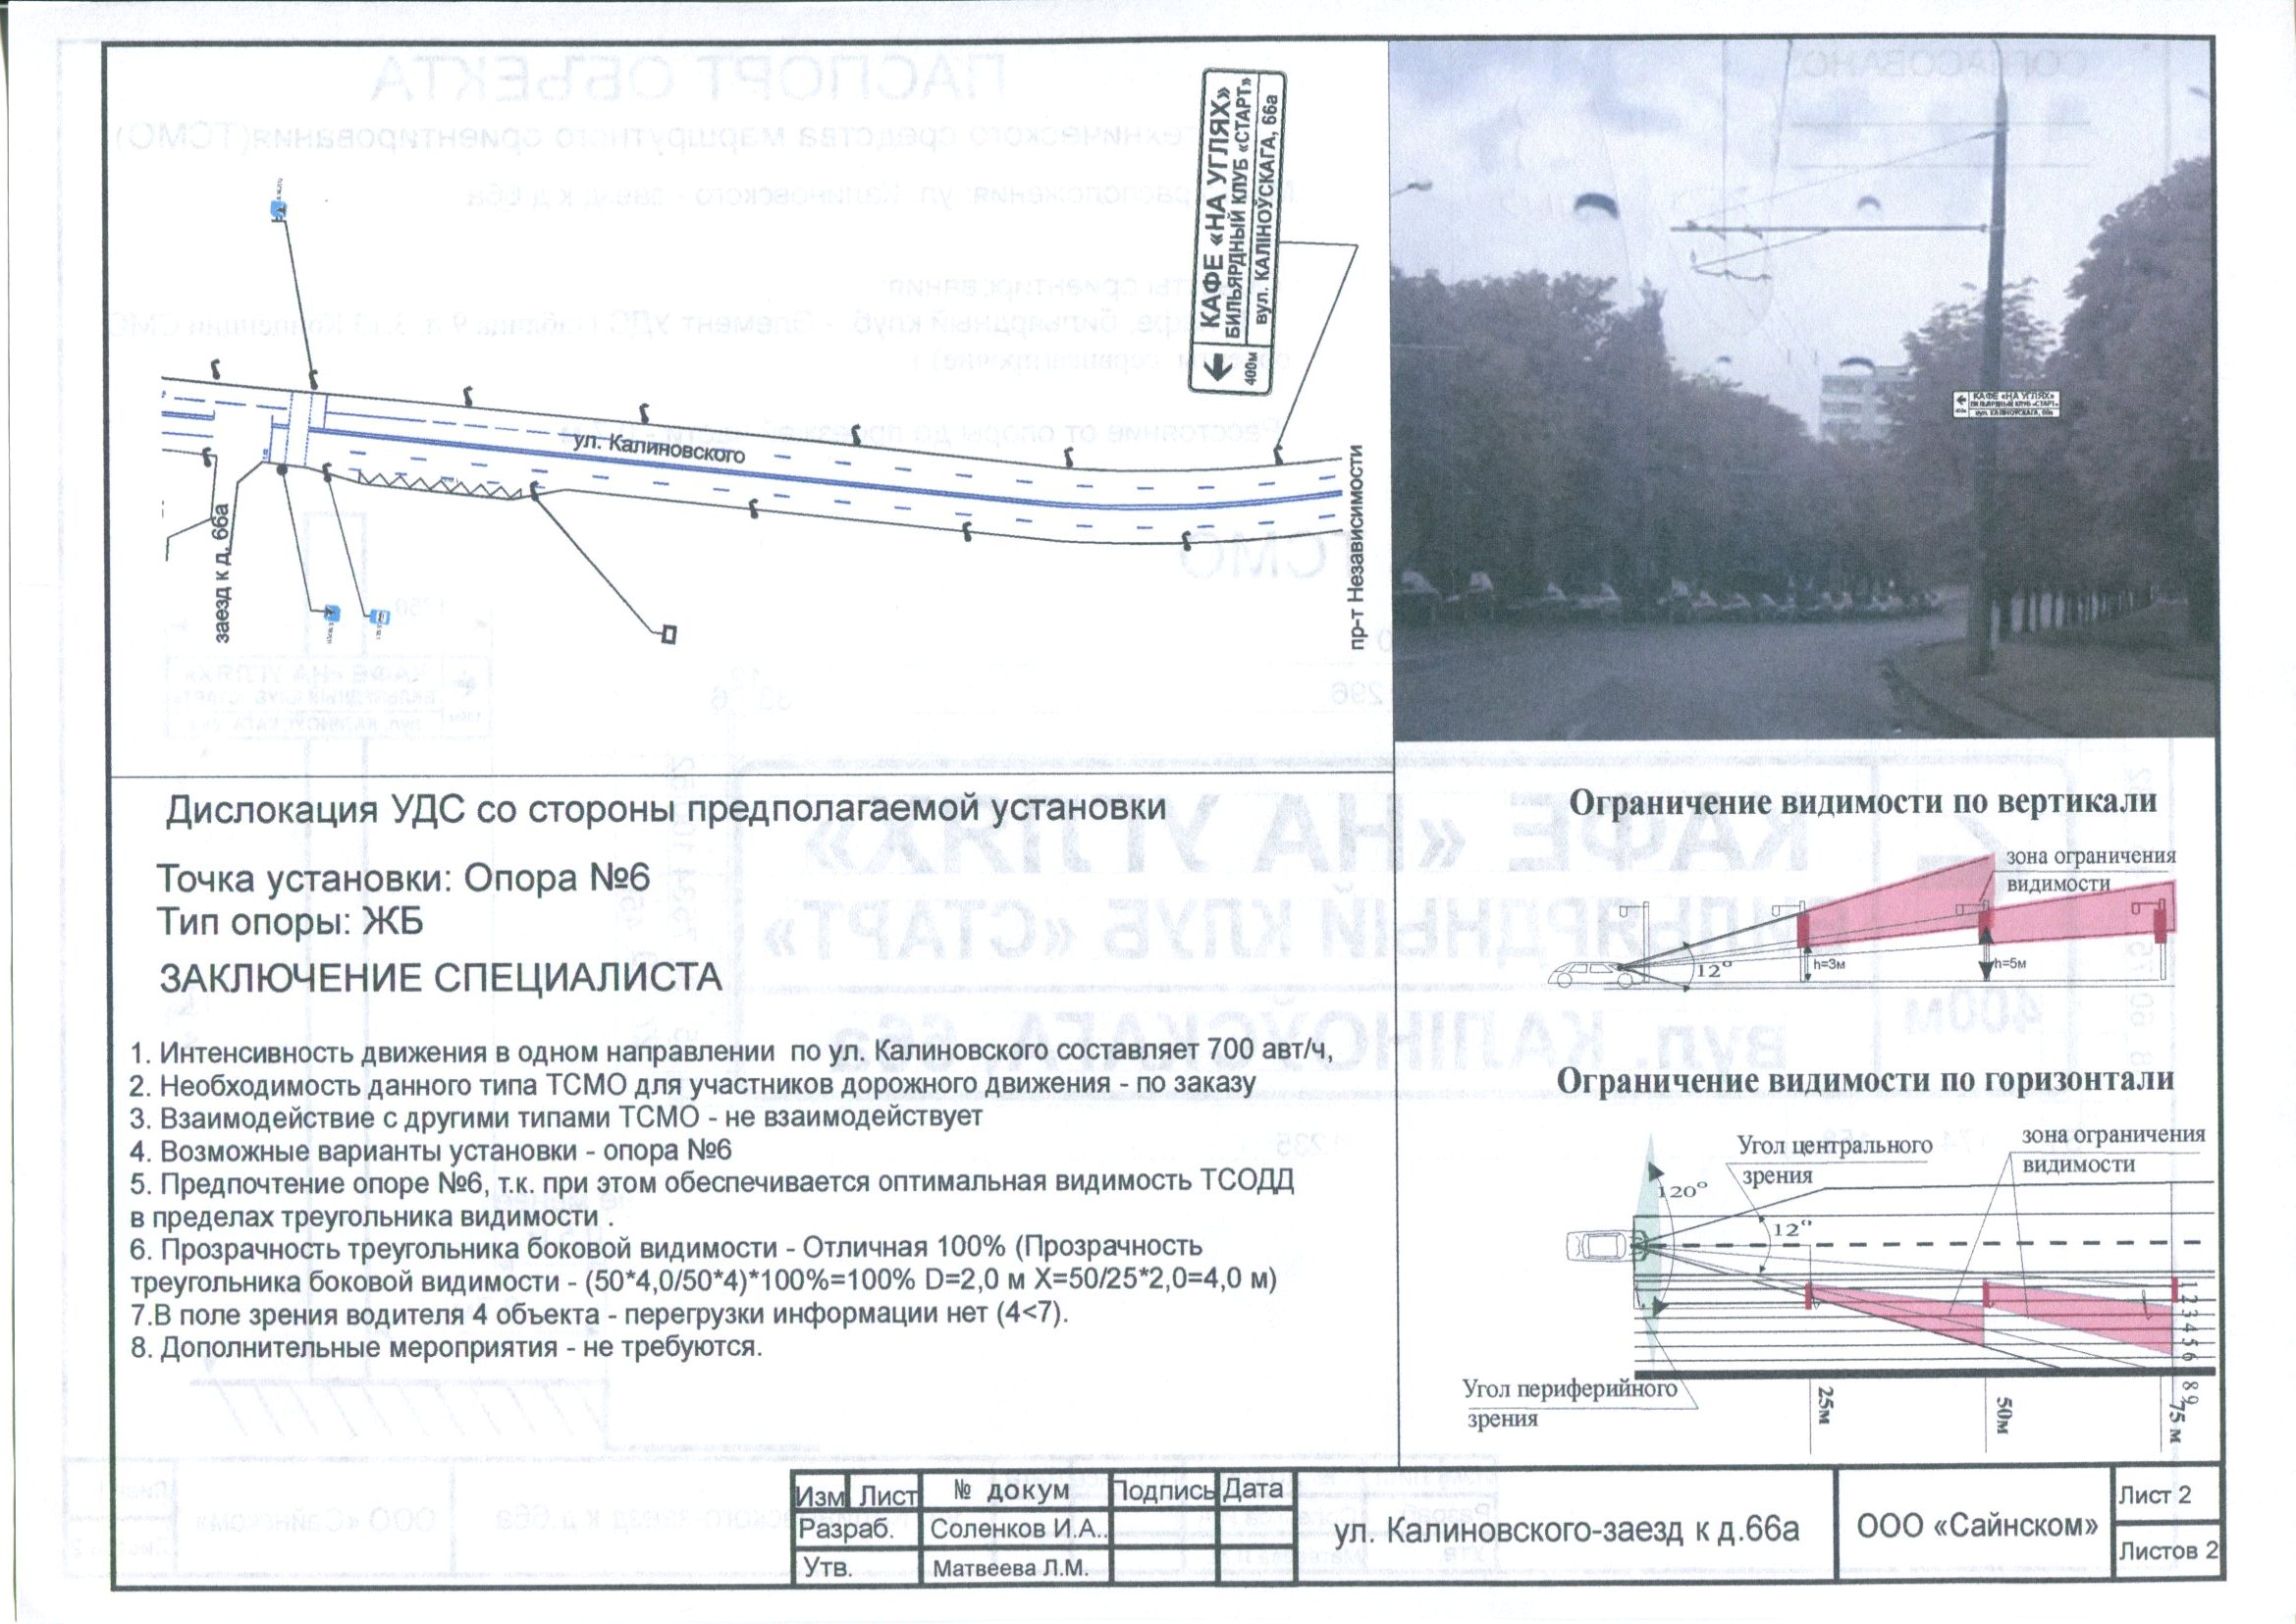 КАФЕ «НА УГЛЯХ»
БИЛЬЯРДНЫЙ КЛУБ «СТАРТ»
вул. КАЛІНОЎСКАГА, 66а
400м
ул. Калиновского
заезд к д. 66а
пр-т Независимости
КАФЕ «НА УГЛЯХ»
БИЛЬЯРДНЫЙ КЛУБ «СТАРТ»
вул. КАЛІНОЎСКАГА, 66а
Дислокация УДС со стороны предполагаемой установки
Точка установки: Опора №6
Тип опоры: ЖБ
ЗАКЛЮЧЕНИЕ СПЕЦИАЛИСТА
1. Интенсивность движения в одном направлении по ул. Калиновского составляет 700 авт/ч,
2. Необходимость данного типа ТСМО для участников дорожного движения - по заказу
3. Взаимодействие с другими типами ТСМО - не взаимодействует
4. Возможные варианты установки - опора №6
5. Предпочтение опоре №6, т.к. при этом обеспечивается оптимальная видимость ТСОДД
в пределах треугольника видимости .
6. Прозрачность треугольника боковой видимости - Отличная 100% (Прозрачность
треугольника боковой видимости - (50*4,0/50*4)*100%=100% D=2,0 м X=50/25*2,0=4,0 м)
7.В поле зрения водителя 4 объекта - перегрузки информации нет (4<7).
8. Дополнительные мероприятия - не требуются.
Ограничение видимости по вертикали
зона ограничения
видимости
12°
h=3м
h=5м
Ограничение видимости по горизонтали
Угол центрального
зрения
зона ограничения
видимости
120°
12°
1 2 3 4 5 6 8 9
Угол периферийного
зрения
25м
50м
75 м
Изм Лист № докум Подпись Дата
Разраб. Соленков И.А..
Утв. Матвеева Л.М.
ул. Калиновского-заезд к д.66а
ООО «Сайнском»
Лист 2
Листов 2